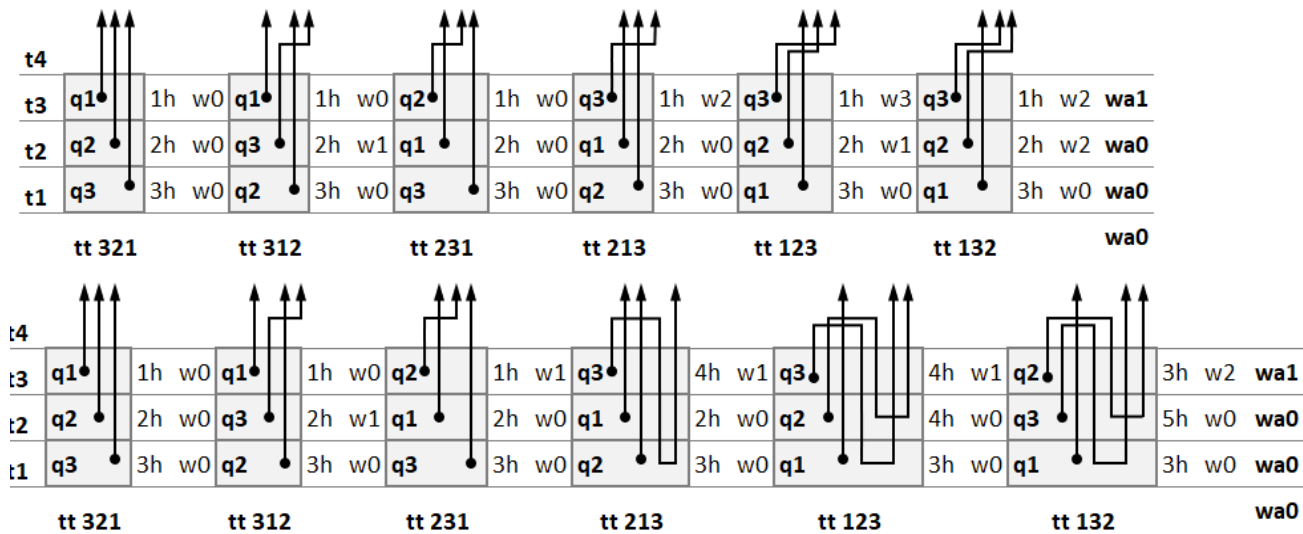 t4
t3 q1 1h w0 q1 1h w0 q2 1h w0 q3 1h w2 q3 1h w3 q3 1h w2 wa1
t2 q2 2h w0 q3 2h w1 q1 2h w0 q1 2h w0 q2 2h w1 q2 2h w2 wa0
t1 q3 3h w0 q2 3h w0 q3 3h w0 q2 3h w0 q1 3h w0 q1 3h w0 wa0
tt 321 tt 312 tt 231 tt 213 tt 123 tt 132 wa0
t4
t3 q1 1h w0 q1 1h w0 q2 1h w1 q3 4h w1 q3 4h w1 q2 3h w2 wa1
t2 q2 2h w0 q3 2h w1 q1 2h w0 q1 2h w0 q2 4h w0 q3 5h w0 wa0
t1 q3 3h w0 q2 3h w0 q3 3h w0 q2 3h w0 q1 3h w0 q1 3h w0 wa0
tt 321 tt 312 tt 231 tt 213 tt 123 tt 132 wa0